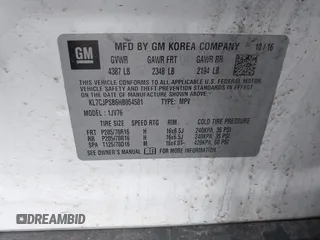 GM
MFD BY GM KOREA COMPANY 10/16
GVWR GAWR FRT GAWR RR
4387 LB 2348 LB 2194 LB
THIS VEHICLE CONFORMS TO ALL APPLICABLE U.S. FEDERAL MOTOR
VEHICLE SAFETY AND THEFT PREVENTION STANDARDS IN EFFECT ON
THE DATE OF MANUFACTURE SHOWN ABOVE.
TYPE: MPV
MODEL: 1JV76
TIRE SIZE SPEED RTG RIM COLD TIRE PRESSURE
FRT P205/70R16 H 16x6.5J 240KPA, 35 PSI
RR P205/70R16 H 16x6.5J 240KPA, 35 PSI
SPA T125/70D16 M 420KPA, 60 PSI
SEE OWNER'S MANUAL FOR MORE INFORMATION.
DREAMBID